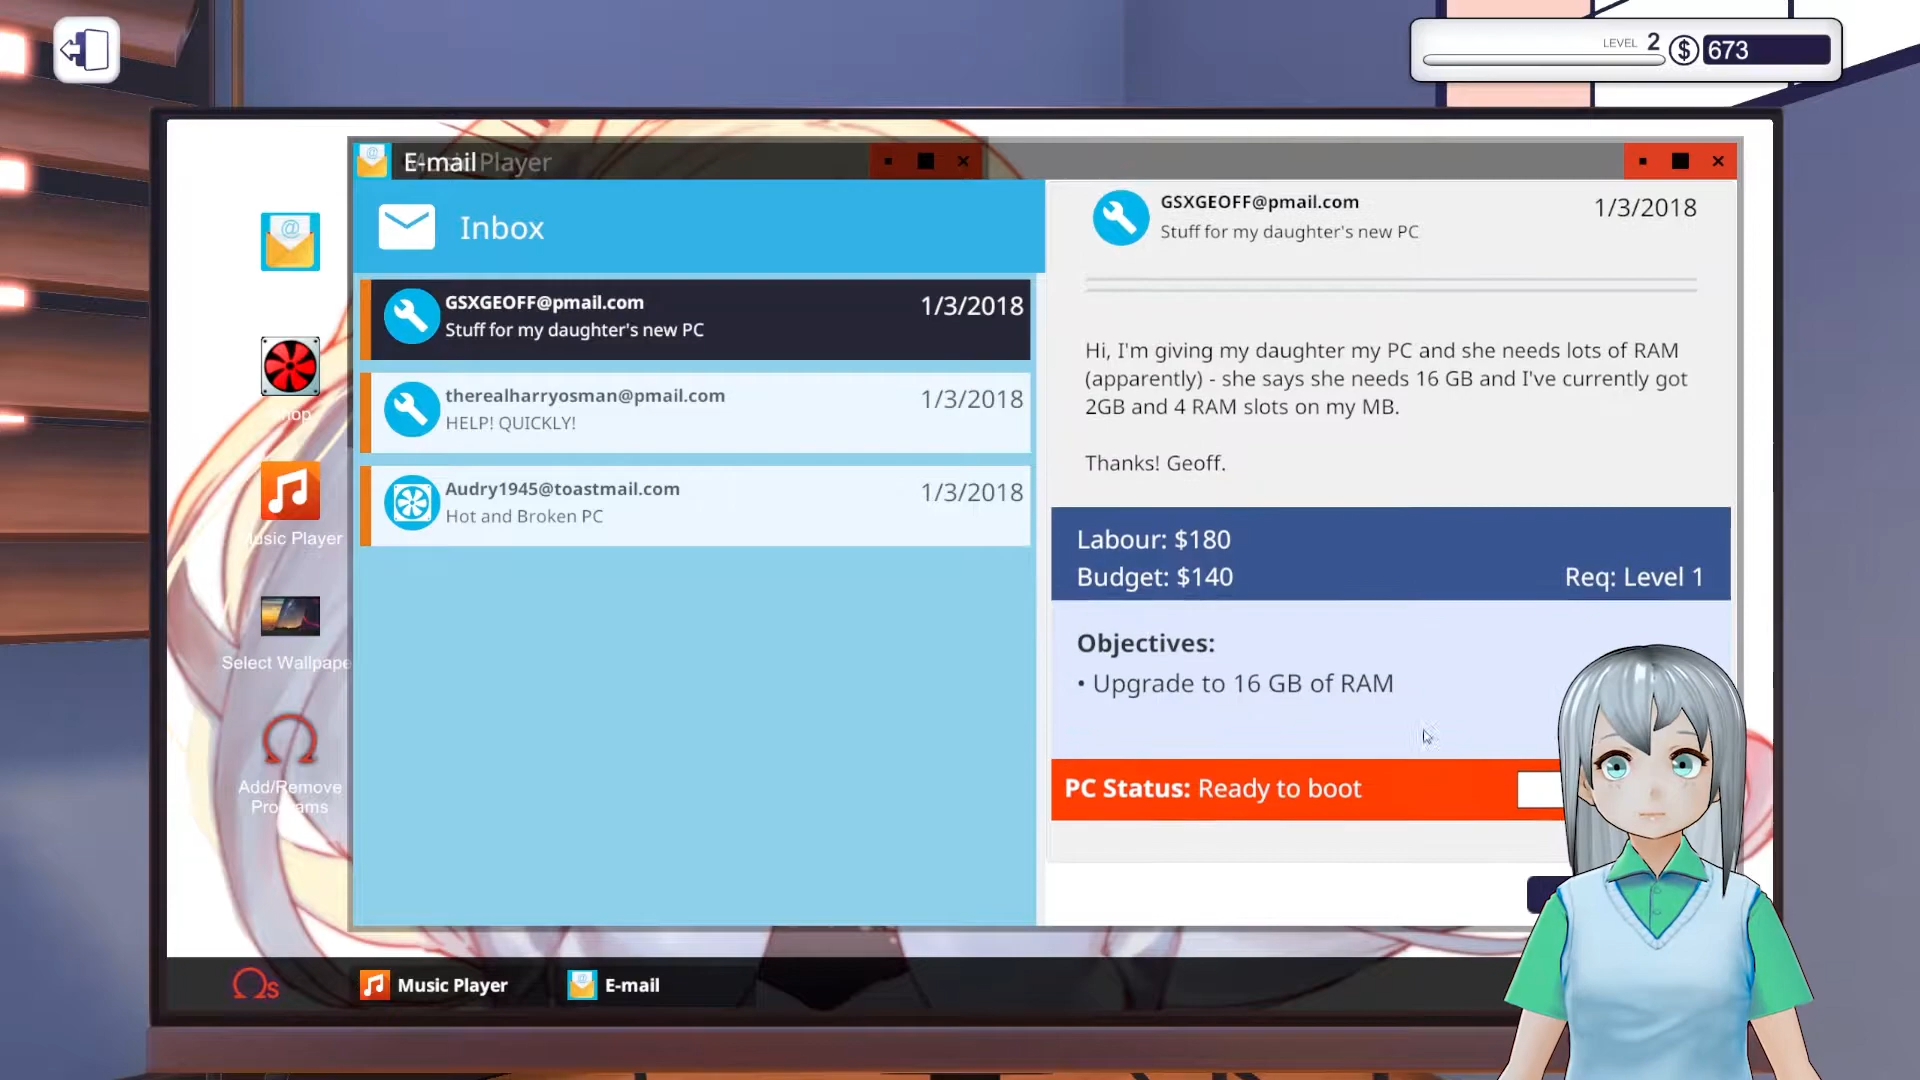 LEVEL 2 $ 673
E-mail Player
Inbox
GSXGEOFF@pmail.com
Stuff for my daughter's new PC
1/3/2018
therealharryosman@pmail.com
HELP! QUICKLY!
1/3/2018
Audry1945@toastmail.com
Hot and Broken PC
1/3/2018
GSXGEOFF@pmail.com
Stuff for my daughter's new PC
1/3/2018
Hi, I'm giving my daughter my PC and she needs lots of RAM
(apparently) - she says she needs 16 GB and I've currently got
2GB and 4 RAM slots on my MB.
Thanks! Geoff.
Labour: $180
Budget: $140
Req: Level 1
Objectives:
• Upgrade to 16 GB of RAM
PC Status: Ready to boot
Music Player
Select Wallpape
Add/Remove
Programs
Ωs
Music Player
E-mail